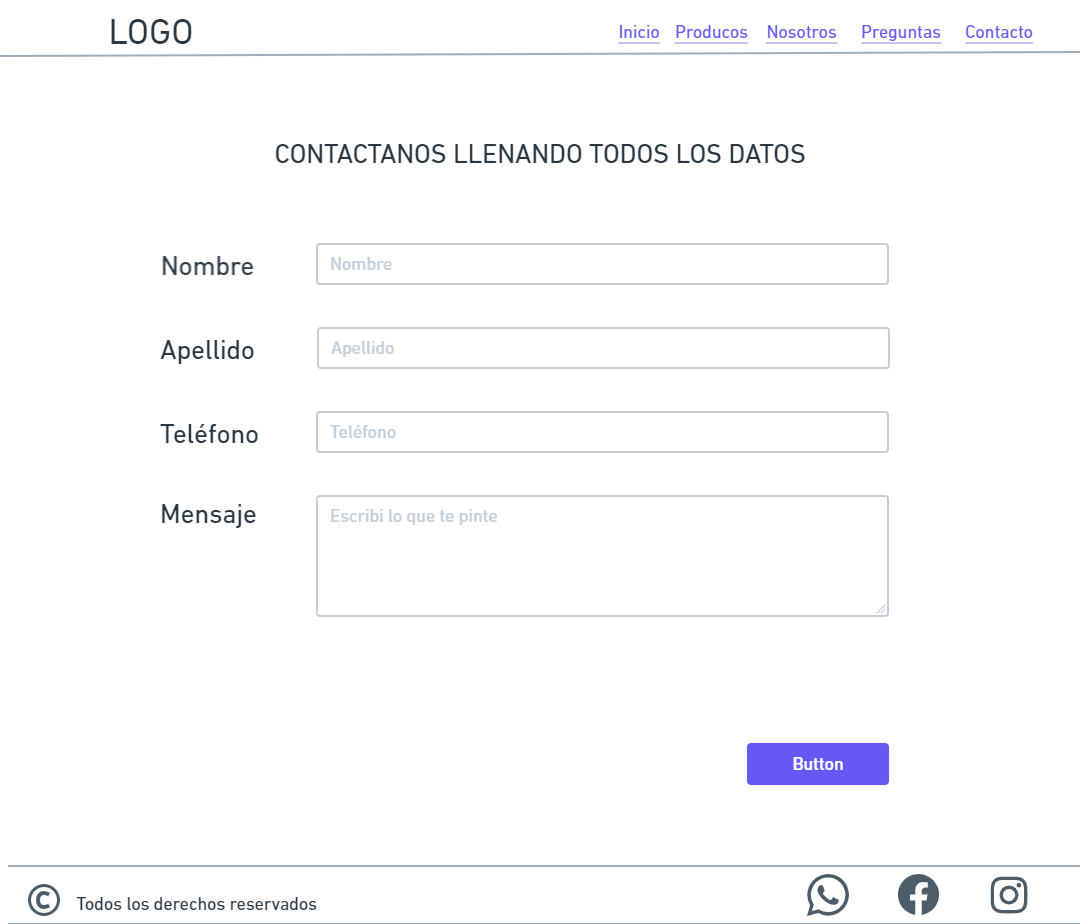 LOGO
Inicio Producos Nosotros Preguntas Contacto
CONTACTANOS LLENANDO TODOS LOS DATOS
Nombre
Nombre
Apellido
Apellido
Teléfono
Teléfono
Mensaje
Escribi lo que te pinte
Button
© Todos los derechos reservados